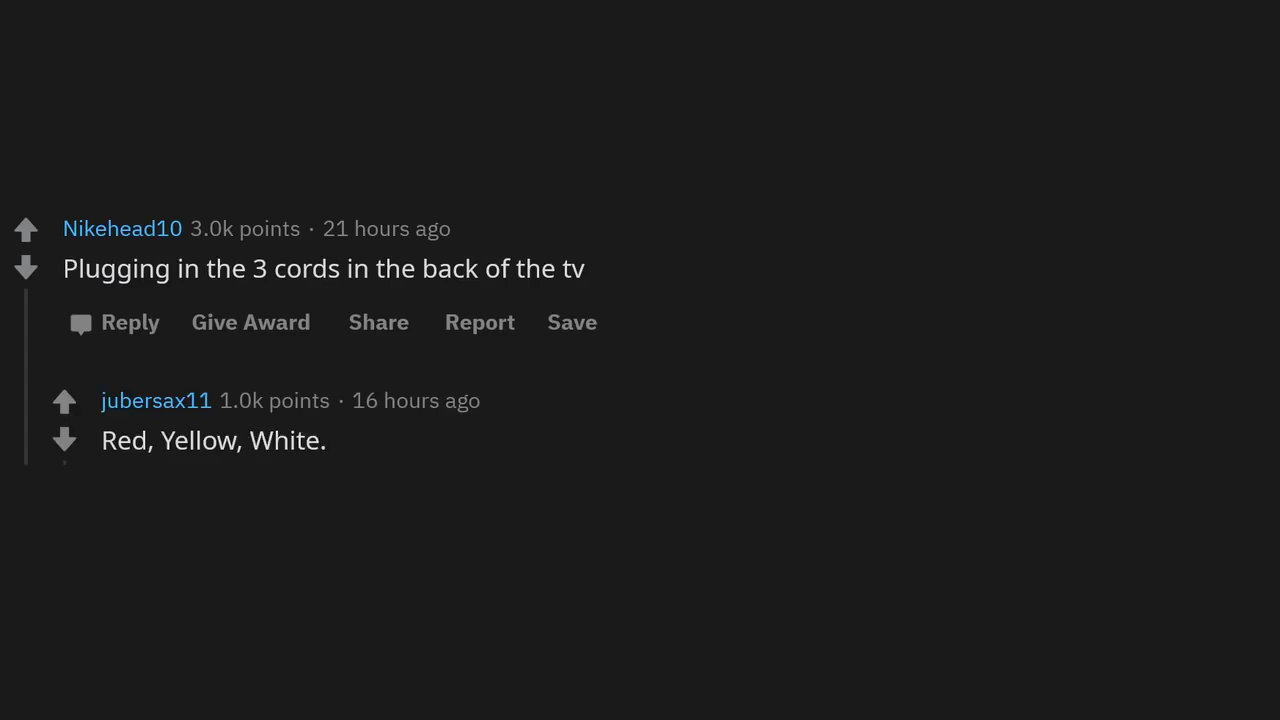 Nikehead10 3.0k points · 21 hours ago
Plugging in the 3 cords in the back of the tv
Reply Give Award Share Report Save
jubersax11 1.0k points · 16 hours ago
Red, Yellow, White.